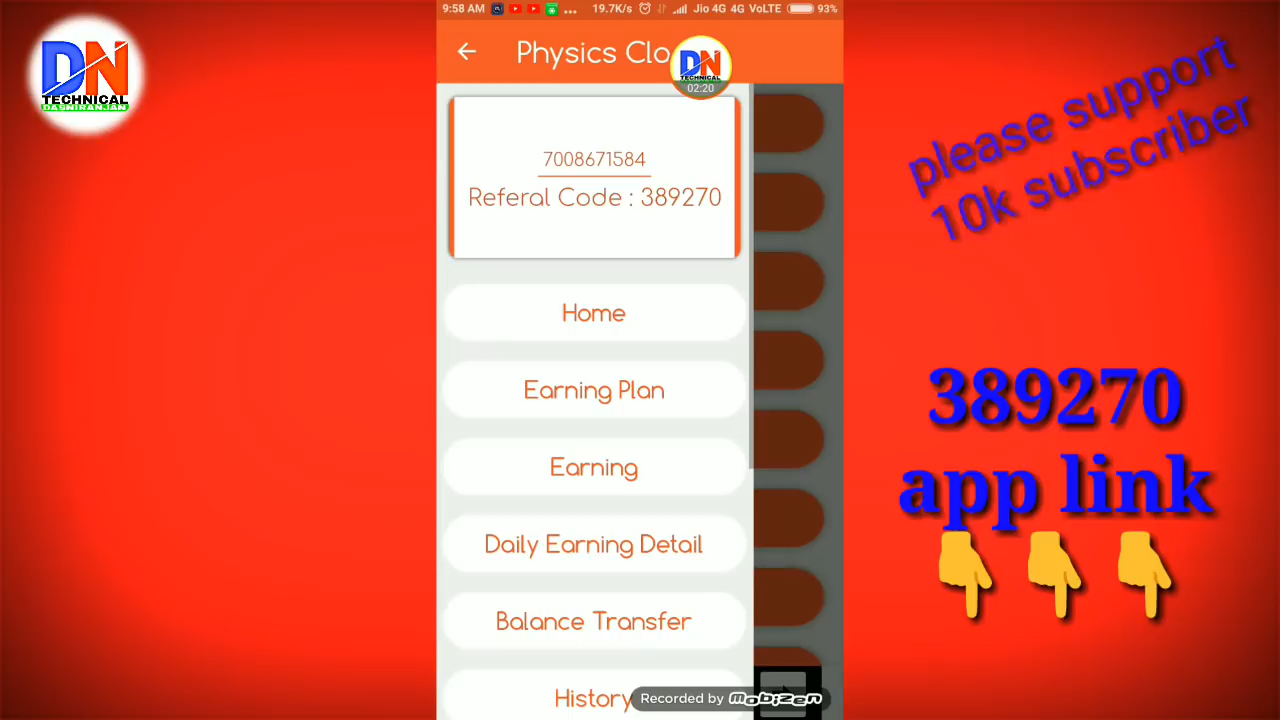 DN
TECHNICAL
DASNIRANJAN
9:58 AM ... 19.7K/s Jio 4G 4G VoLTE 93%
Physics Clo
DN
TECHNICAL
02:20
7008671584
Referal Code : 389270
Home
Earning Plan
Earning
Daily Earning Detail
Balance Transfer
History
Recorded by Mobizen
please support
10k subscriber
389270
app link